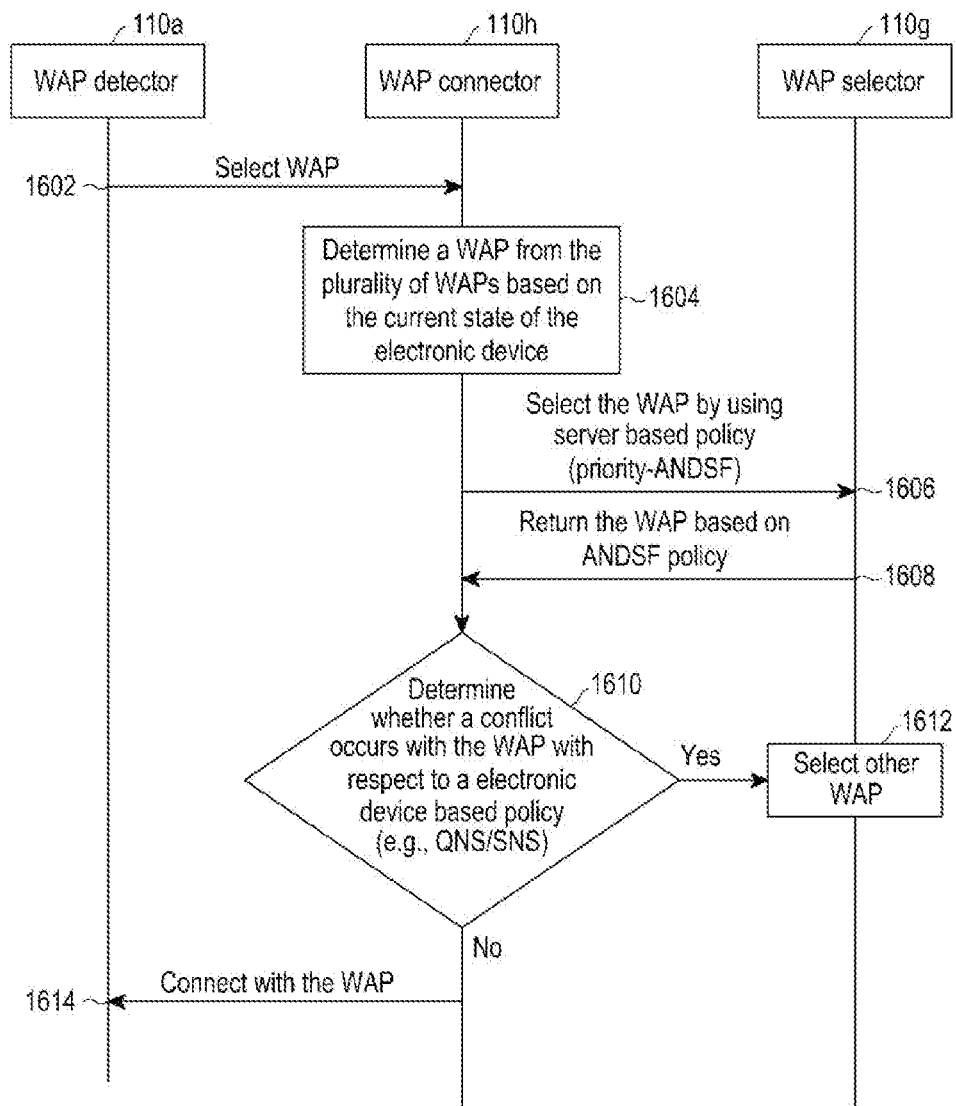 110a
110h
110g
WAP detector
WAP connector
WAP selector
Select WAP
1602
Determine a WAP from the
plurality of WAPs based on
the current state of the
electronic device
1604
Select the WAP by using
server based policy
(priority-ANDSF)
1606
Return the WAP based on
ANDSF policy
1608
Determine
whether a conflict
occurs with the WAP with
respect to a electronic
device based policy
(e.g., QNS/SNS)
1610
Yes
1612
Select other
WAP
No
Connect with the WAP
1614